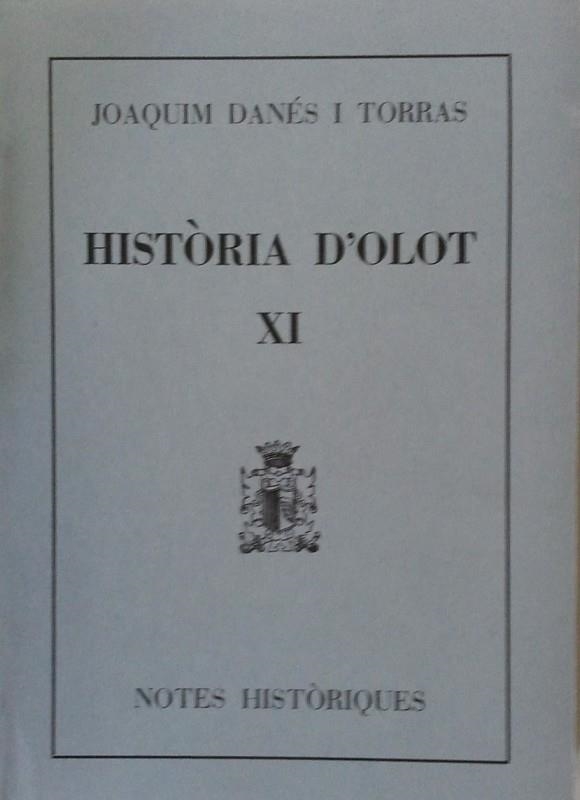 JOAQUIM DANÉS I TORRAS
HISTÒRIA D'OLOT
XI
NOTES HISTÒRIQUES